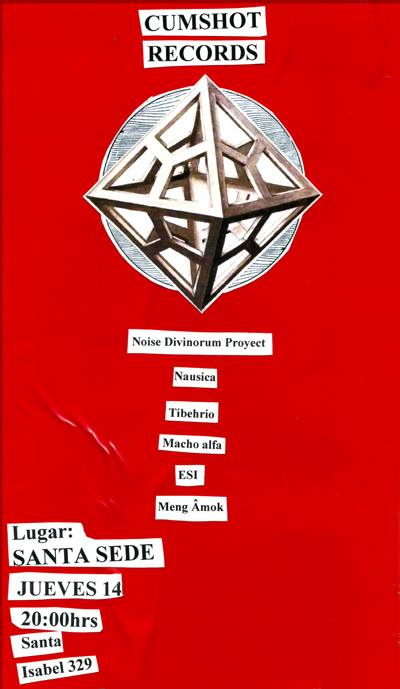 CUMSHOT
RECORDS
Noise Divinorum Proyect
Nausica
Tibehrio
Macho alfa
ESI
Meng Âmok
Lugar:
SANTA SEDE
JUEVES 14
20:00hrs
Santa
Isabel 329